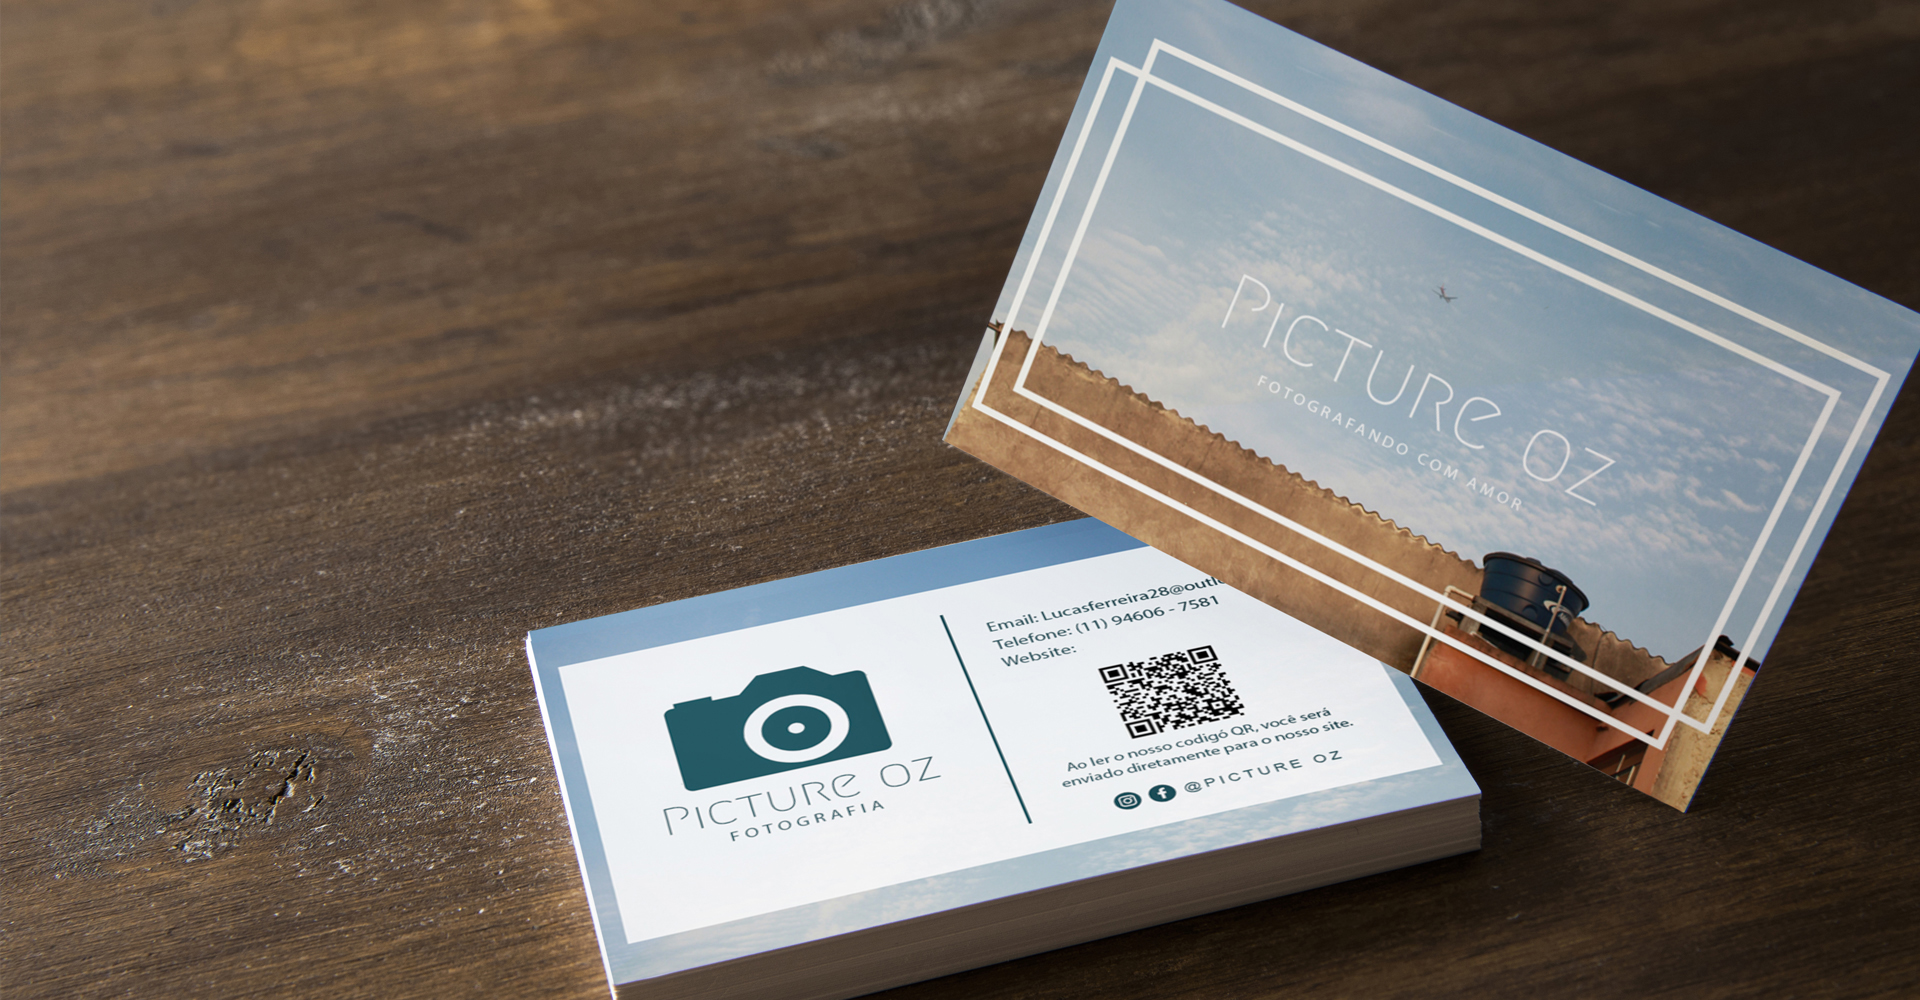 PICTURE OZ
FOTOGRAFANDO COM AMOR
PICTURE OZ
FOTOGRAFIA
Email: Lucasferreira28@outlo
Telefone: (11) 94606 - 7581
Website:
Ao ler o nosso codigó QR, você será
enviado diretamente para o nosso site.
@PICTURE OZ